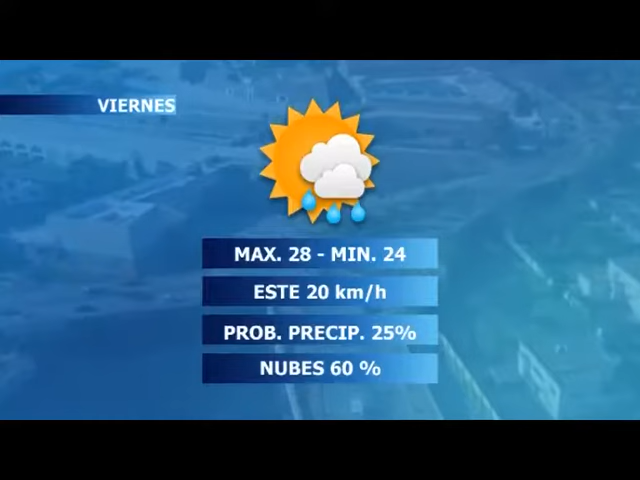 VIERNES
MAX. 28 - MIN. 24
ESTE 20 km/h
PROB. PRECIP. 25%
NUBES 60 %